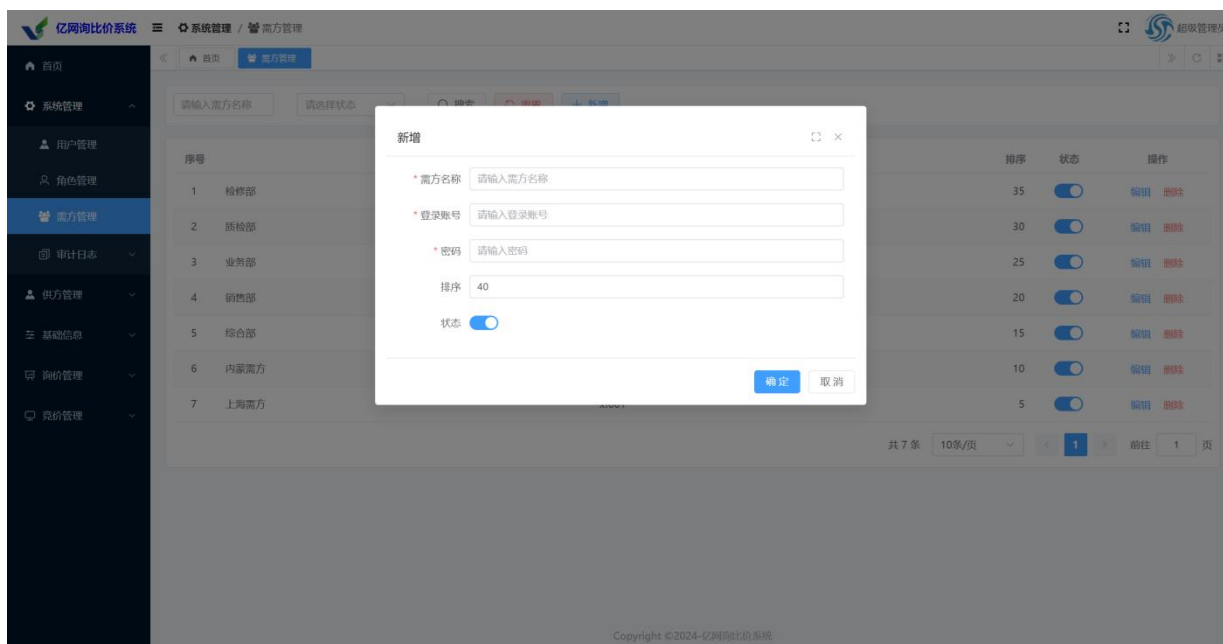 亿网询比价系统 系统管理 / 需方管理 超级管理
首页 首页 需方管理
系统管理 请输入需方名称 请选择状态 搜索 重置 新增
用户管理
角色管理
需方管理
审计日志
供方管理
基础信息
询价管理
竞价管理
序号 排序 状态 操作
1 检修部 35 编辑 删除
2 质检部 30 编辑 删除
3 业务部 25 编辑 删除
4 销售部 20 编辑 删除
5 综合部 15 编辑 删除
6 内蒙需方 10 编辑 删除
7 上海需方 5 编辑 删除
新增
* 需方名称 请输入需方名称
* 登录账号 请输入登录账号
* 密码 请输入密码
排序 40
状态
确定 取消
共 7 条 10条/页 1 前往 1 页
Copyright ©2024-亿网询比价系统